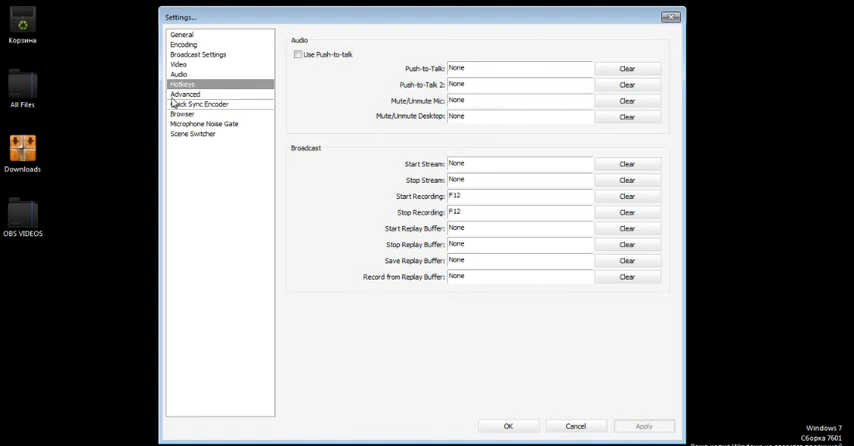 Корзина
All Files
Downloads
OBS VIDEOS
Settings...
General
Encoding
Broadcast Settings
Video
Audio
Hotkeys
Advanced
Quick Sync Encoder
Browser
Microphone Noise Gate
Scene Switcher
Audio
Use Push-to-talk
Push-to-Talk: None Clear
Push-to-Talk 2: None Clear
Mute/Unmute Mic: None Clear
Mute/Unmute Desktop: None Clear
Broadcast
Start Stream: None Clear
Stop Stream: None Clear
Start Recording: F12 Clear
Stop Recording: F12 Clear
Start Replay Buffer: None Clear
Stop Replay Buffer: None Clear
Save Replay Buffer: None Clear
Record from Replay Buffer: None Clear
OK Cancel Apply
Windows 7
Сборка 7601